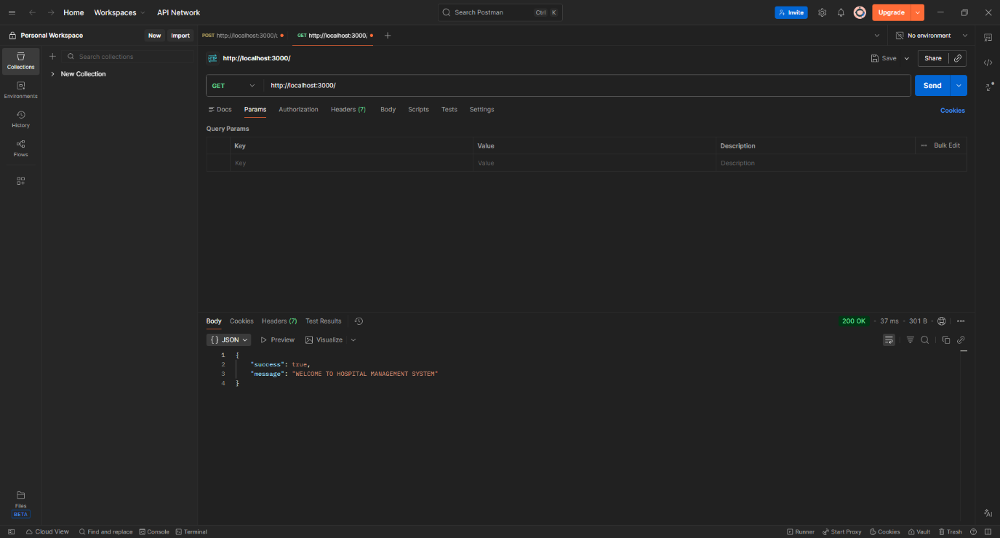 Home Workspaces API Network Search Postman Ctrl K Invite Upgrade
Personal Workspace New Import POST http://localhost:3000/ GET http://localhost:3000/ No environment
Collections
Search collections
New Collection
Environments
History
Flows
Files
BETA
http://localhost:3000/ Save Share
GET http://localhost:3000/ Send
Docs Params Authorization Headers (7) Body Scripts Tests Settings Cookies
Query Params
Key Value Description Bulk Edit
Key Value Description
Body Cookies Headers (7) Test Results 200 OK • 37 ms • 301 B
{ } JSON Preview Visualize
1 {
2 "success": true,
3 "message": "WELCOME TO HOSPITAL MANAGEMENT SYSTEM"
4 }
Cloud View Find and replace Console Terminal Runner Start Proxy Cookies Vault Trash
AI